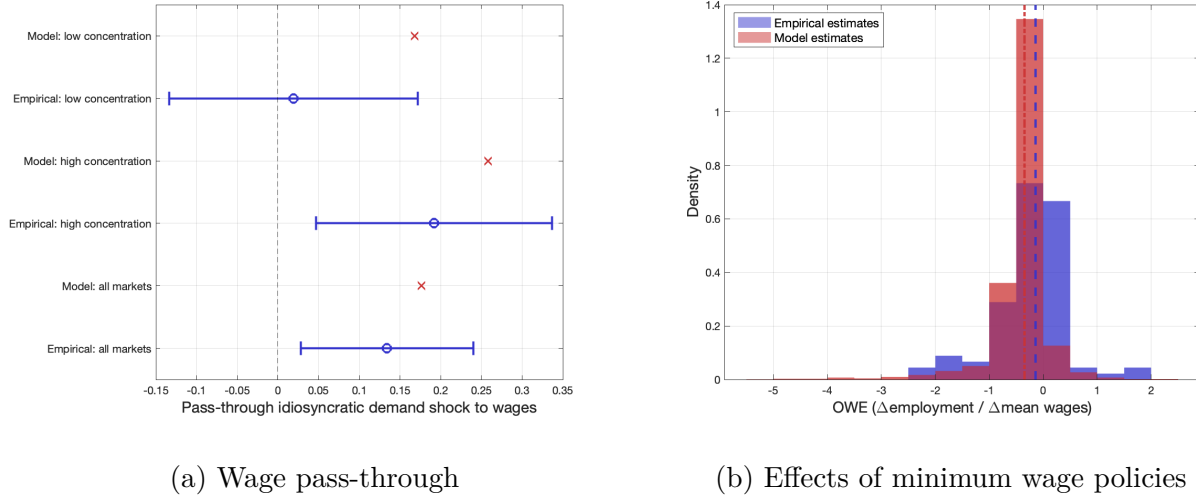 Model: low concentration
Empirical: low concentration
Model: high concentration
Empirical: high concentration
Model: all markets
Empirical: all markets
-0.15 -0.1 -0.05 0 0.05 0.1 0.15 0.2 0.25 0.3 0.35
Pass-through idiosyncratic demand shock to wages
(a) Wage pass-through
Empirical estimates
Model estimates
1.4
1.2
1
0.8
0.6
0.4
0.2
0
Density
-5 -4 -3 -2 -1 0 1 2
OWE (Δemployment / Δmean wages)
(b) Effects of minimum wage policies